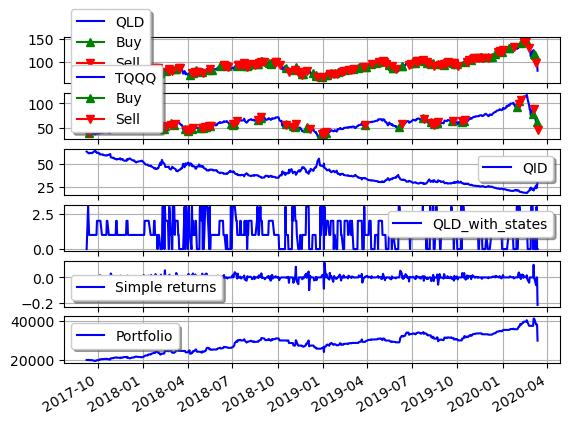 QLD
Buy
Sell
150
100
TQQQ
Buy
Sell
100
50
QID
50
25
QLD_with_states
2.5
0.0
Simple returns
0.0
−0.2
Portfolio
40000
20000
2017-10 2018-01 2018-04 2018-07 2018-10 2019-01 2019-04 2019-07 2019-10 2020-01 2020-04